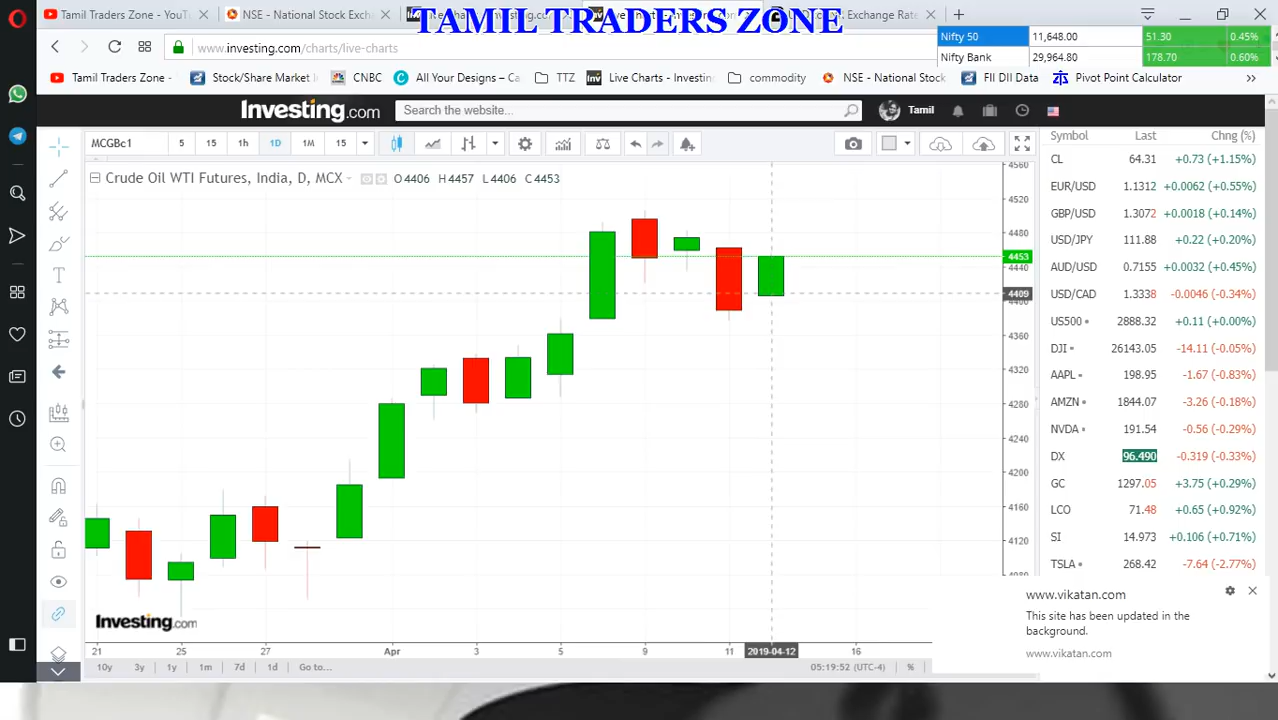 TAMIL TRADERS ZONE
Tamil Traders Zone - YouT
NSE - National Stock Exch
Exchange Rate
www.investing.com/charts/live-charts
Nifty 50 11,648.00 51.30 0.45%
Nifty Bank 29,964.80 178.70 0.60%
Tamil Traders Zone - Stock/Share Market CNBC All Your Designs – Ca TTZ Live Charts - Investin commodity NSE - National Stock FII DII Data Pivot Point Calculator
Investing.com Search the website... Tamil
MCGBc1 5 15 1h 1D 1M 15
Crude Oil WTI Futures, India, D, MCX O4406 H4457 L4406 C4453
4560
4520
4480
4453
4440
4409
4400
4360
4320
4280
4240
4200
4160
4120
4080
Symbol Last Chng (%)
CL 64.31 +0.73 (+1.15%)
EUR/USD 1.1312 +0.0062 (+0.55%)
GBP/USD 1.3072 +0.0018 (+0.14%)
USD/JPY 111.88 +0.22 (+0.20%)
AUD/USD 0.7155 +0.0032 (+0.45%)
USD/CAD 1.3338 -0.0046 (-0.34%)
US500 2888.32 +0.11 (+0.00%)
DJI 26143.05 -14.11 (-0.05%)
AAPL 198.95 -1.67 (-0.83%)
AMZN 1844.07 -3.26 (-0.18%)
NVDA 191.54 -0.56 (-0.29%)
DX 96.490 -0.319 (-0.33%)
GC 1297.05 +3.75 (+0.29%)
LCO 71.48 +0.65 (+0.92%)
SI 14.973 +0.106 (+0.71%)
TSLA 268.42 -7.64 (-2.77%)
www.vikatan.com
This site has been updated in the
background.
www.vikatan.com
Investing.com
21 25 27 Apr 3 5 9 11 2019-04-12 16
10y 3y 1y 1m 7d 1d Go to... 05:19:52 (UTC-4) %